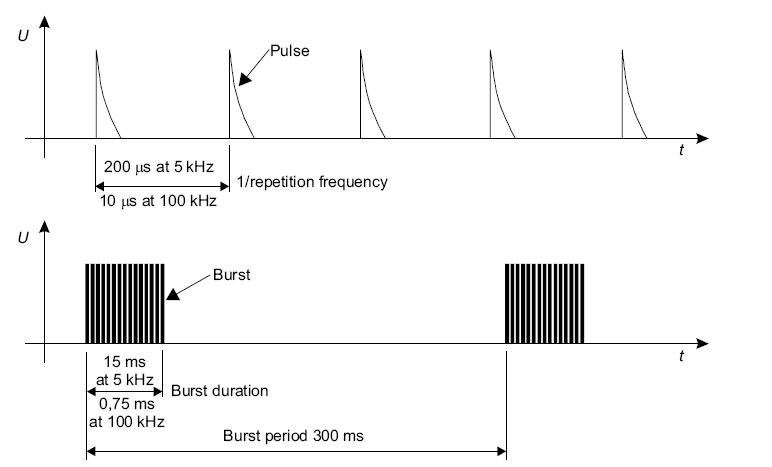 U
Pulse
t
200 μs at 5 kHz
1/repetition frequency
10 μs at 100 kHz
U
Burst
t
15 ms
at 5 kHz
Burst duration
0,75 ms
at 100 kHz
Burst period 300 ms